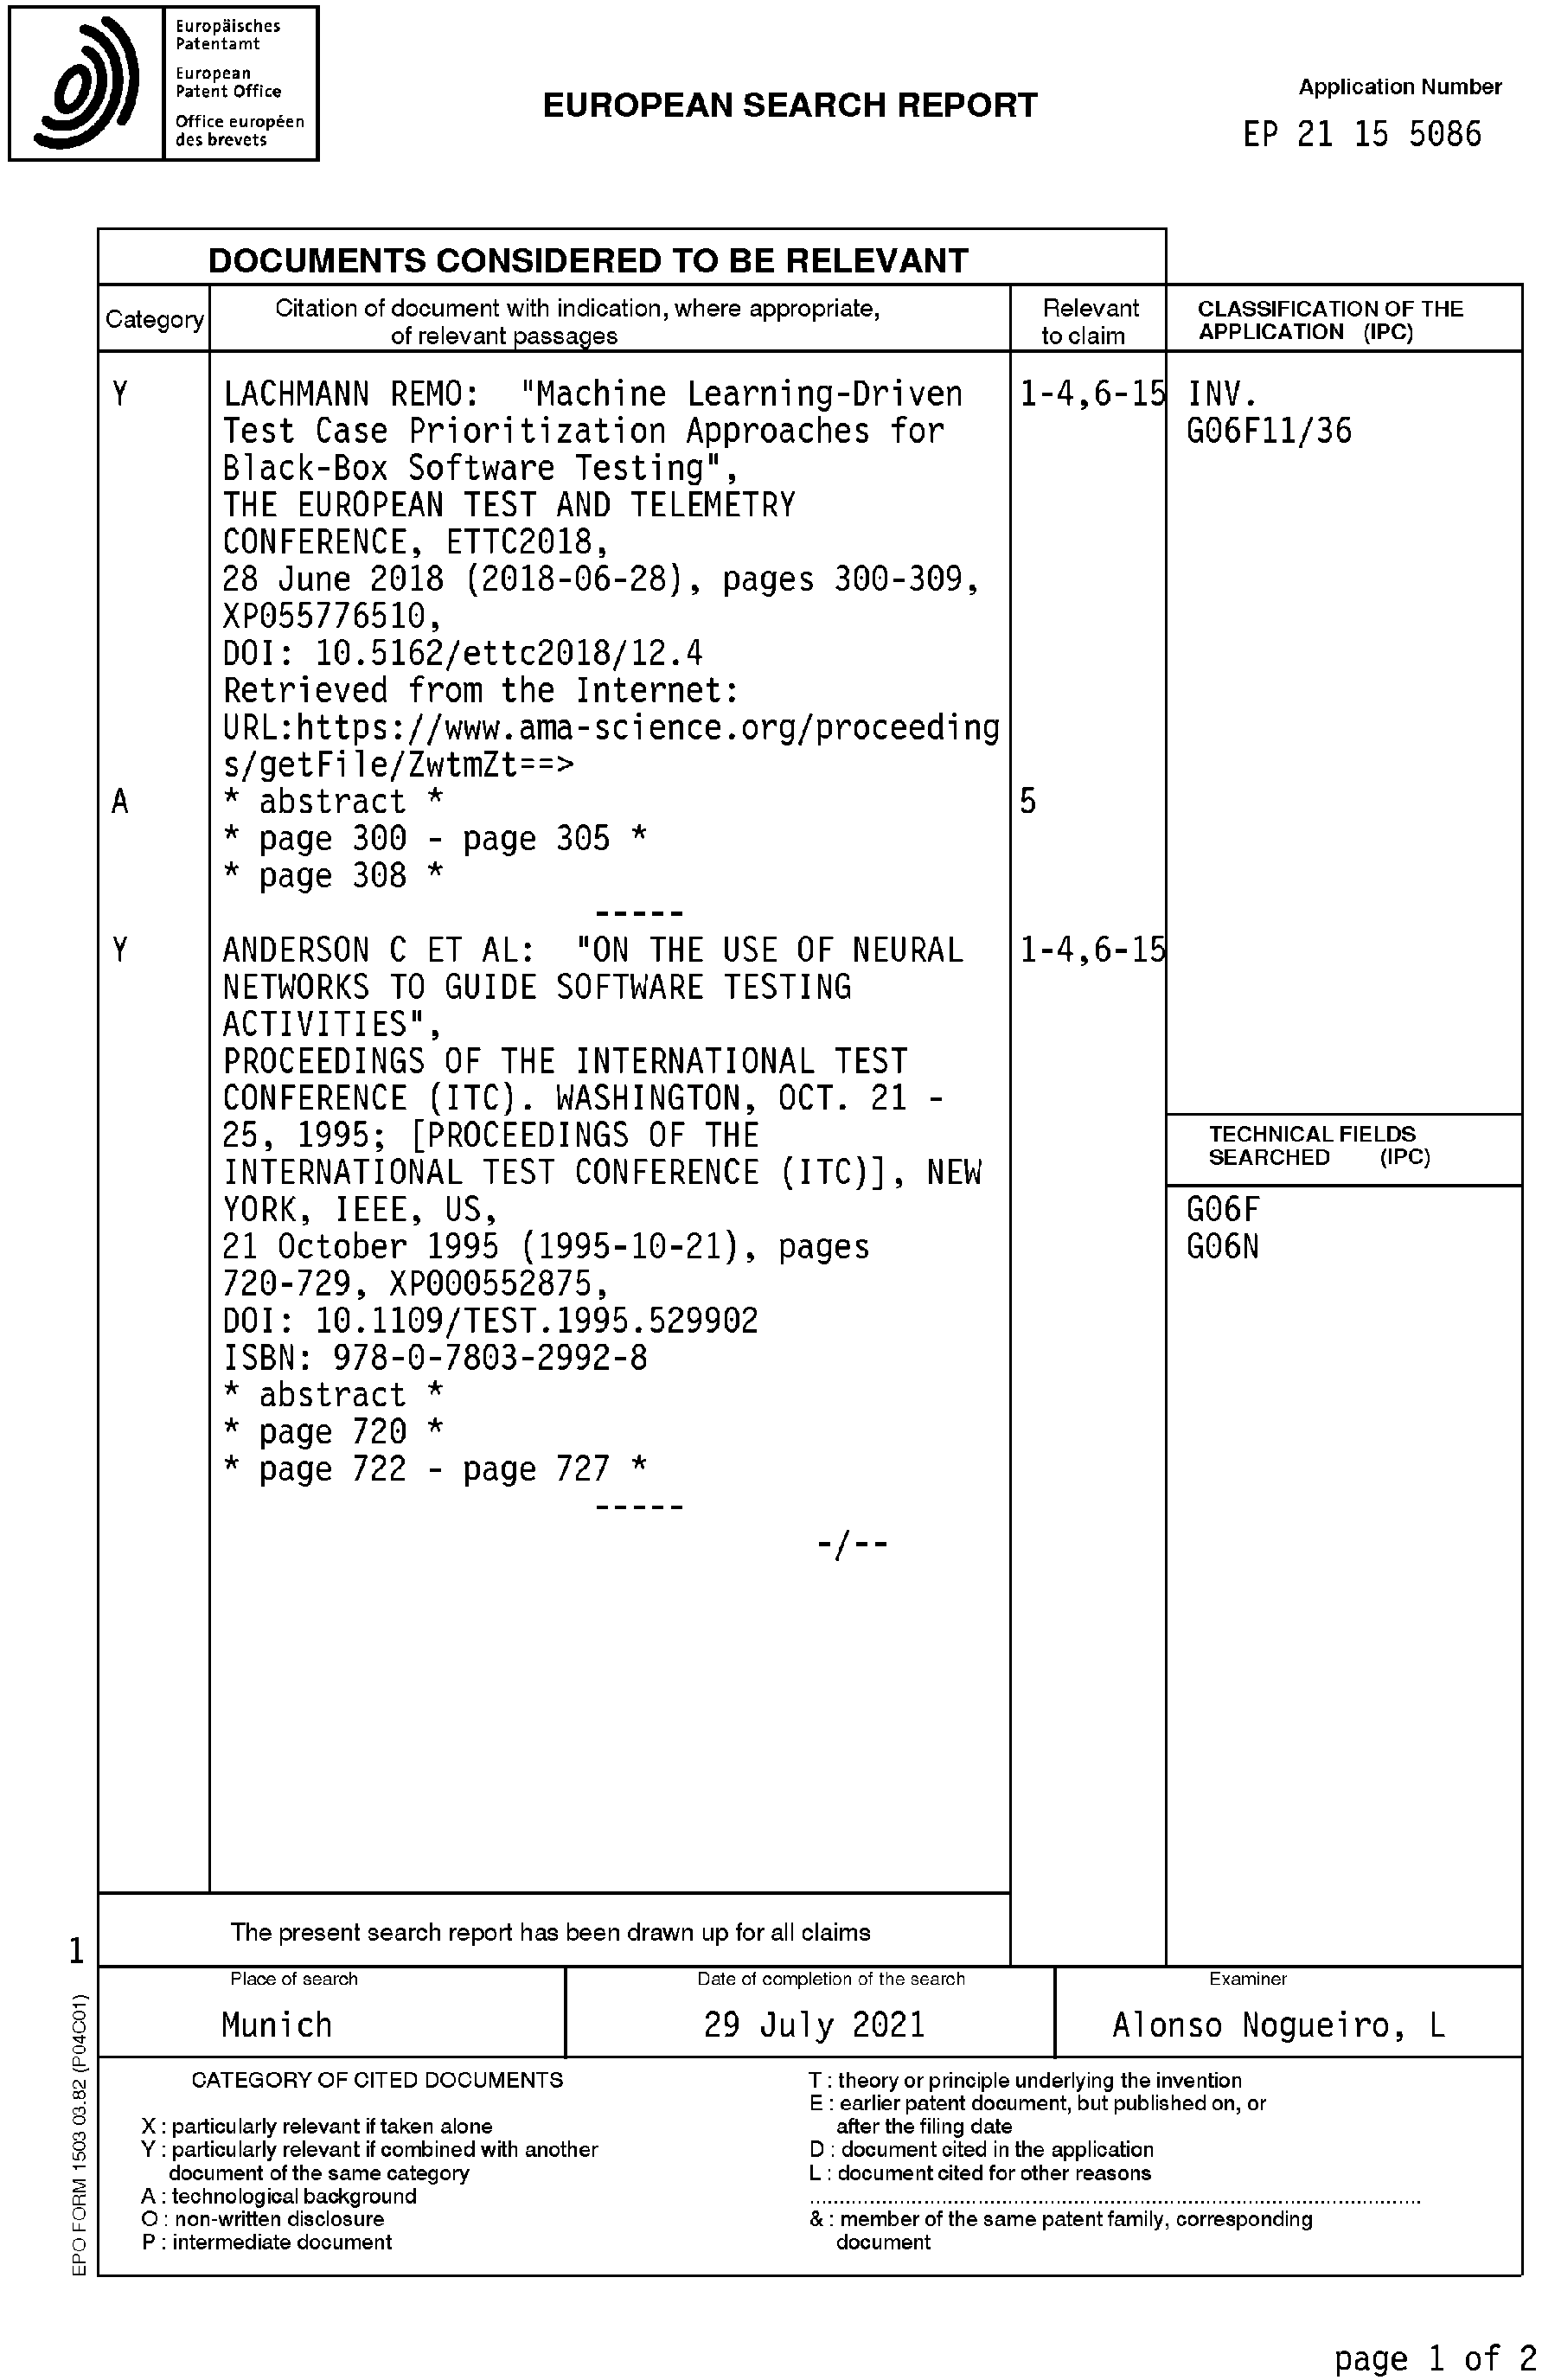 Europäisches
Patentamt
European
Patent Office
Office européen
des brevets
EUROPEAN SEARCH REPORT
Application Number
EP 21 15 5086
DOCUMENTS CONSIDERED TO BE RELEVANT
Category
Citation of document with indication, where appropriate,
of relevant passages
Relevant
to claim
CLASSIFICATION OF THE
APPLICATION (IPC)
Y LACHMANN REMO: "Machine Learning-Driven 1-4,6-15 INV.
Test Case Prioritization Approaches for G06F11/36
Black-Box Software Testing",
THE EUROPEAN TEST AND TELEMETRY
CONFERENCE, ETTC2018,
28 June 2018 (2018-06-28), pages 300-309,
XP055776510,
DOI: 10.5162/ettc2018/12.4
Retrieved from the Internet:
URL:https://www.ama-science.org/proceeding
s/getFile/ZwtmZt==>
A * abstract * 5
* page 300 - page 305 *
* page 308 *
-----
Y ANDERSON C ET AL: "ON THE USE OF NEURAL 1-4,6-15
NETWORKS TO GUIDE SOFTWARE TESTING
ACTIVITIES",
PROCEEDINGS OF THE INTERNATIONAL TEST
CONFERENCE (ITC). WASHINGTON, OCT. 21 -
25, 1995; [PROCEEDINGS OF THE
INTERNATIONAL TEST CONFERENCE (ITC)], NEW
YORK, IEEE, US,
21 October 1995 (1995-10-21), pages
720-729, XP000552875,
DOI: 10.1109/TEST.1995.529902
ISBN: 978-0-7803-2992-8
* abstract *
* page 720 *
* page 722 - page 727 *
-----
-/--
TECHNICAL FIELDS
SEARCHED (IPC)
G06F
G06N
The present search report has been drawn up for all claims
1
Place of search
Munich
Date of completion of the search
29 July 2021
Examiner
Alonso Nogueiro, L
CATEGORY OF CITED DOCUMENTS
X : particularly relevant if taken alone
Y : particularly relevant if combined with another
document of the same category
A : technological background
O : non-written disclosure
P : intermediate document
T : theory or principle underlying the invention
E : earlier patent document, but published on, or
after the filing date
D : document cited in the application
L : document cited for other reasons
& : member of the same patent family, corresponding
document
EPO FORM 1503 03.82 (P04C01)
page 1 of 2